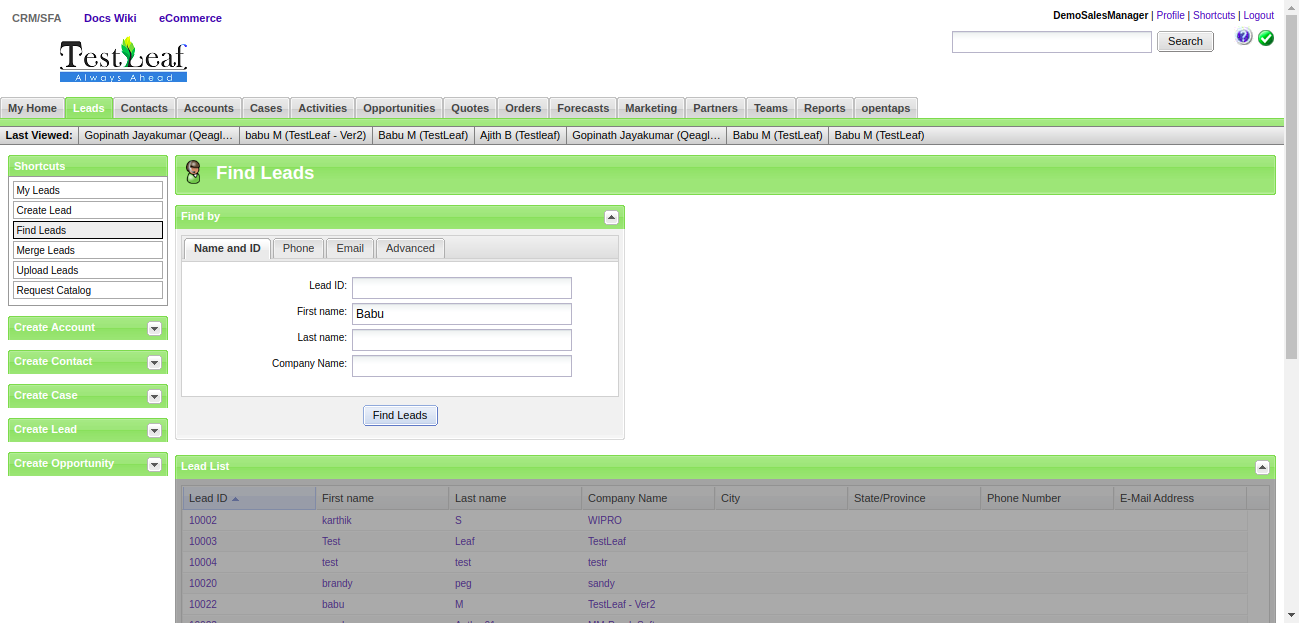 CRM/SFA Docs Wiki eCommerce
DemoSalesManager | Profile | Shortcuts | Logout
Search
TestLeaf
Always Ahead
My Home Leads Contacts Accounts Cases Activities Opportunities Quotes Orders Forecasts Marketing Partners Teams Reports opentaps
Last Viewed: Gopinath Jayakumar (Qeagl… babu M (TestLeaf - Ver2) Babu M (TestLeaf) Ajith B (Testleaf) Gopinath Jayakumar (Qeagl… Babu M (TestLeaf) Babu M (TestLeaf)
Shortcuts
My Leads
Create Lead
Find Leads
Merge Leads
Upload Leads
Request Catalog
Create Account
Create Contact
Create Case
Create Lead
Create Opportunity
Find Leads
Find by
Name and ID Phone Email Advanced
Lead ID:
First name: Babu
Last name:
Company Name:
Find Leads
Lead List
Lead ID First name Last name Company Name City State/Province Phone Number E-Mail Address
10002 karthik S WIPRO
10003 Test Leaf TestLeaf
10004 test test testr
10020 brandy peg sandy
10022 babu M TestLeaf - Ver2